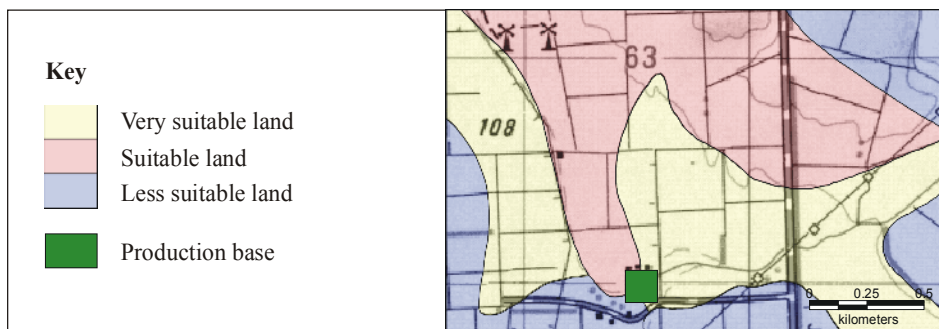 Key
Very suitable land
Suitable land
Less suitable land
Production base
63
108
0 0.25 0.5
kilometers